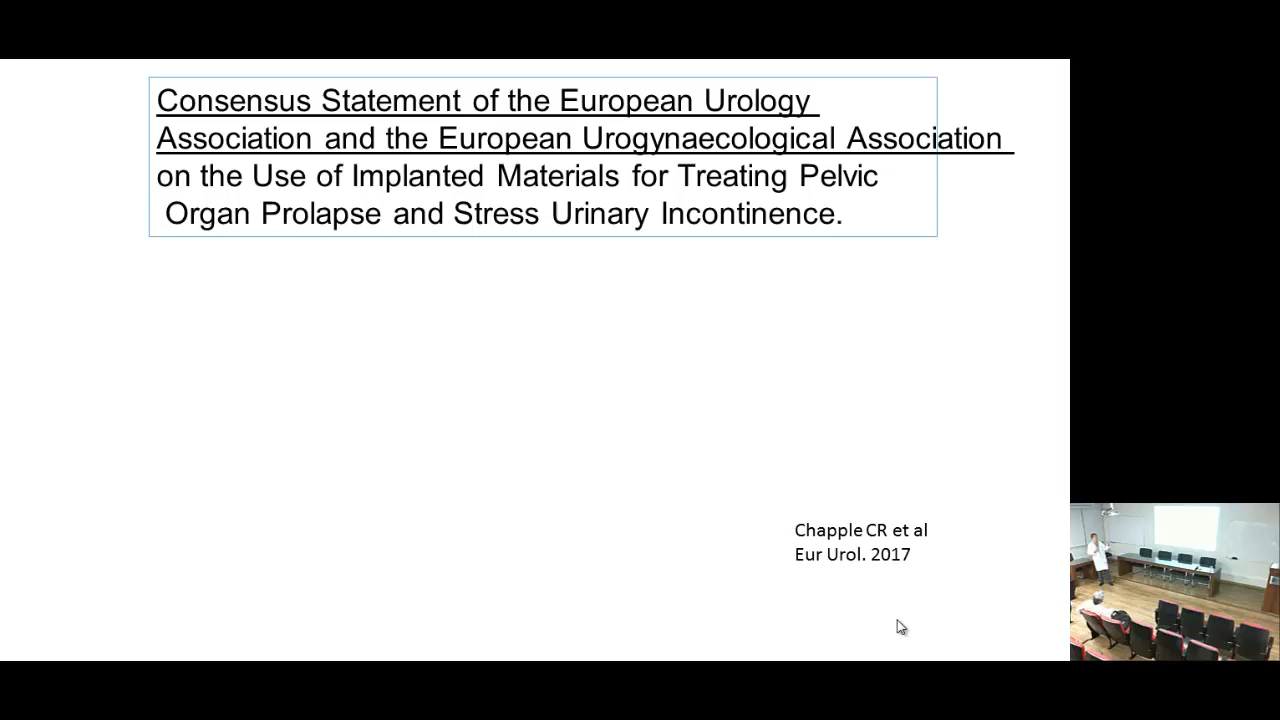 Consensus Statement of the European Urology
Association and the European Urogynaecological Association
on the Use of Implanted Materials for Treating Pelvic
Organ Prolapse and Stress Urinary Incontinence.
Chapple CR et al
Eur Urol. 2017